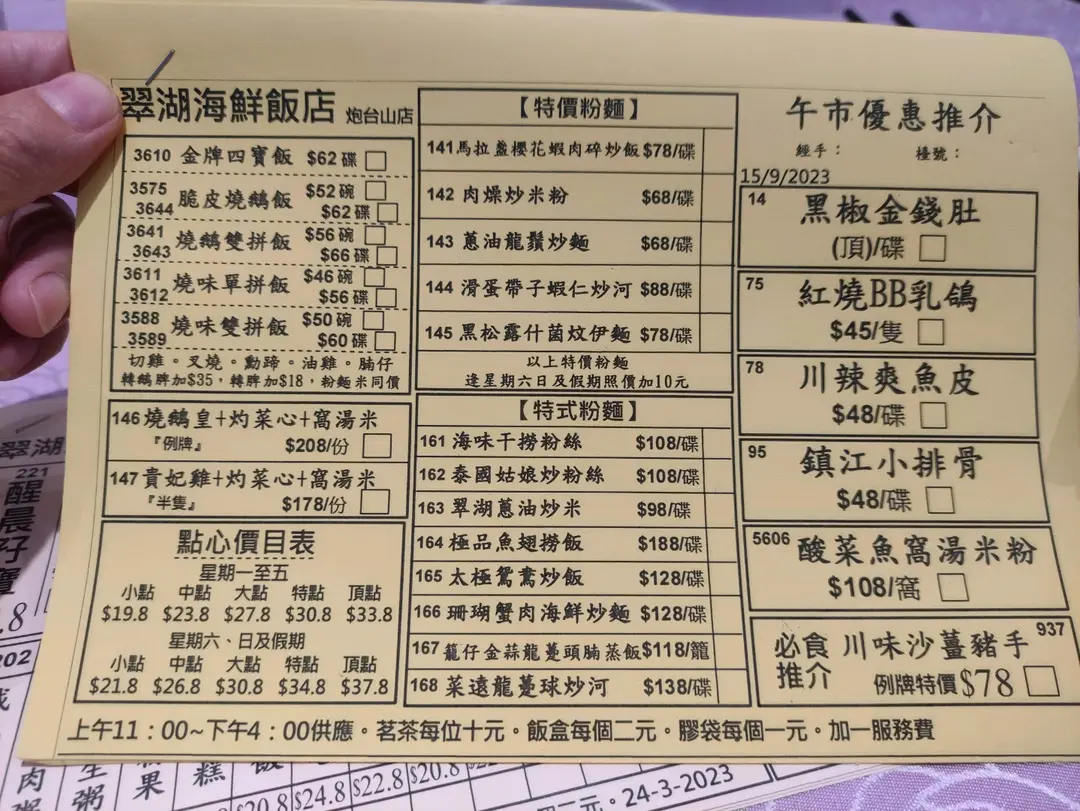 翠湖海鮮飯店 炮台山店
3610 金牌四寶飯 $62碟
3575 脆皮燒鵝飯 $52碗
3644 $62碟
3641 燒鵝雙拼飯 $56碗
3643 $66碟
3611 燒味單拼飯 $46碗
3612 $56碟
3588 燒味雙拼飯 $50碗
3589 $60碟
切雞。叉燒。勳蹄。油雞。腩仔
轉鵝髀加$35,轉髀加$18,粉麵米同價
146 燒鵝皇+灼菜心+窩湯米
『例牌』 $208/份
147 貴妃雞+灼菜心+窩湯米
『半隻』 $178/份
點心價目表
星期一至五
小點 中點 大點 特點 頂點
$19.8 $23.8 $27.8 $30.8 $33.8
星期六、日及假期
小點 中點 大點 特點 頂點
$21.8 $26.8 $30.8 $34.8 $37.8
【特價粉麵】
141 馬拉盞櫻花蝦肉碎炒飯 $78/碟
142 肉燥炒米粉 $68/碟
143 蔥油龍鬚炒麵 $68/碟
144 滑蛋帶子蝦仁炒河 $88/碟
145 黑松露什菌炆伊麵 $78/碟
以上特價粉麵
逢星期六日及假期照價加10元
【特式粉麵】
161 海味干撈粉絲 $108/碟
162 泰國姑娘炒粉絲 $108/碟
163 翠湖蔥油炒米 $98/碟
164 極品魚翅撈飯 $188/碟
165 太極鴛鴦炒飯 $128/碟
166 珊瑚蟹肉海鮮炒麵 $128/碟
167 籠仔金蒜龍躉頭腩蒸飯 $118/籠
168 菜遠龍躉球炒河 $138/碟
午市優惠推介
經手: 檯號:
15/9/2023
14 黑椒金錢肚
(頂)/碟
75 紅燒BB乳鴿
$45/隻
78 川辣爽魚皮
$48/碟
95 鎮江小排骨
$48/碟
5606 酸菜魚窩湯米粉
$108/窩
937
必食推介 川味沙薑豬手
例牌特價$78
上午11:00~下午4:00供應。茗茶每位十元。飯盒每個二元。膠袋每個一元。加一服務費
翠湖
221
醒
晨
.8
202
肉
粥
粥
果
糕
飯
$20.8
$24.8
$22.8
$20.8
24-3-2023